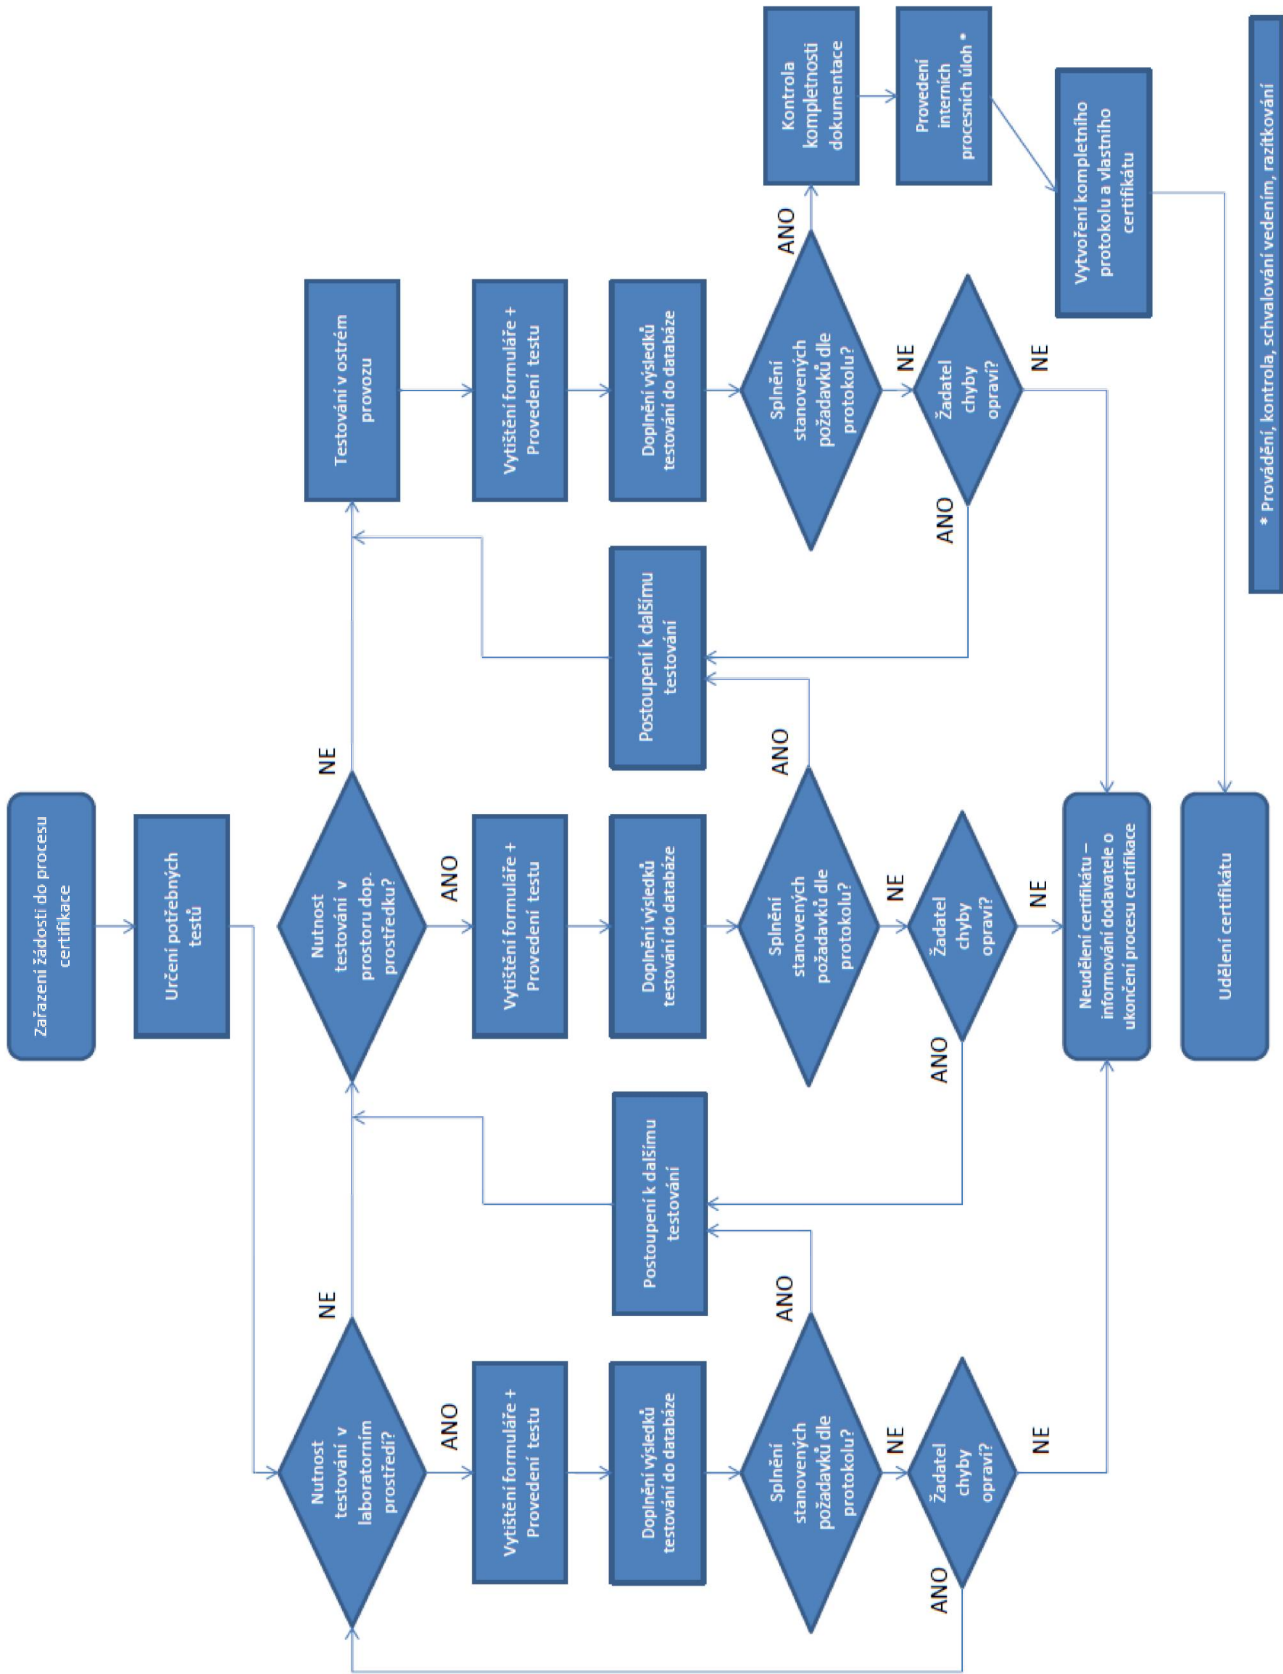 Zařazení žádosti do procesu
certifikace
Určení potřebných
testů
Nutnost
testování v
laboratorním
prostředí?
NE
ANO
Vytištění formuláře +
Provedení testu
Doplnění výsledků
testování do databáze
Splnění
stanovených
požadavků dle
protokolu?
ANO
NE
Žadatel
chyby
opraví?
ANO
NE
Postoupení k dalšímu
testování
Nutnost
testování v
prostoru dop.
prostředku?
NE
ANO
Vytištění formuláře +
Provedení testu
Doplnění výsledků
testování do databáze
Splnění
stanovených
požadavků dle
protokolu?
ANO
NE
Žadatel
chyby
opraví?
ANO
NE
Postoupení k dalšímu
testování
Testování v ostrém
provozu
Vytištění formuláře +
Provedení testu
Doplnění výsledků
testování do databáze
Splnění
stanovených
požadavků dle
protokolu?
ANO
NE
Žadatel
chyby
opraví?
ANO
NE
Kontrola
kompletnosti
dokumentace
Provedení
interních
procesních úloh *
Vytvoření kompletního
protokolu a vlastního
certifikátu
Neudělení certifikátu –
informování dodavatele o
ukončení procesu certifikace
Udělení certifikátu
* Provádění, kontrola, schvalování vedením, razítkování